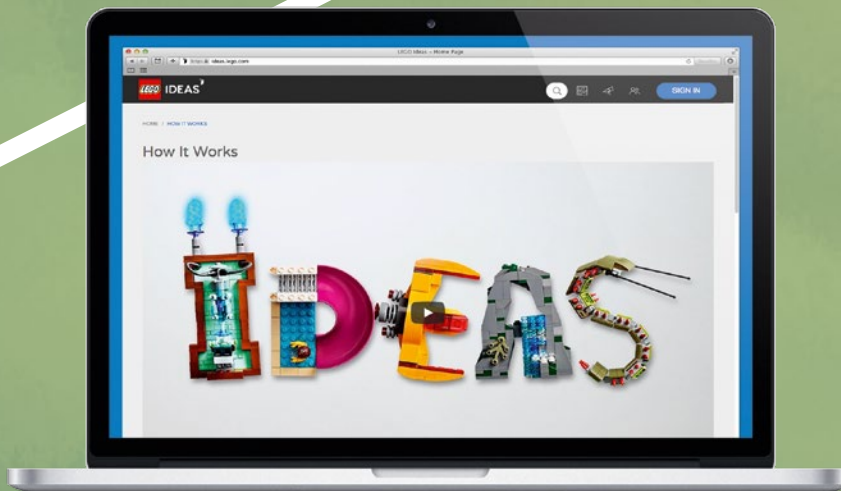 LEGO Ideas - Home Page
ideas.lego.com
LEGO IDEAS
SIGN IN
HOME / HOW IT WORKS
How It Works
IDEAS